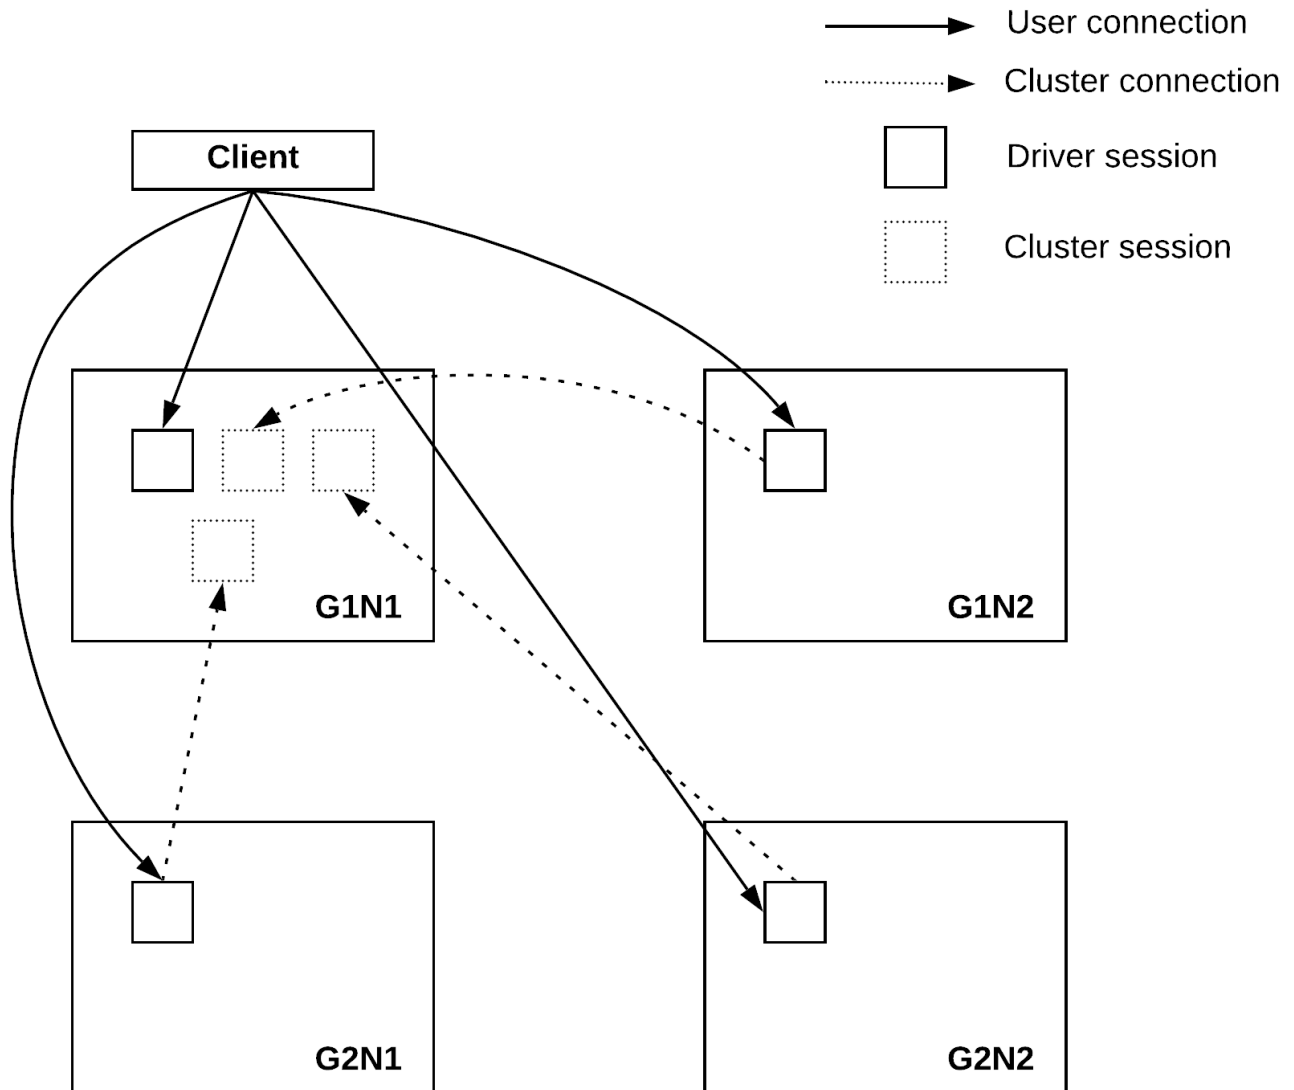 User connection
Cluster connection
Client
Driver session
Cluster session
G1N1
G1N2
G2N1
G2N2